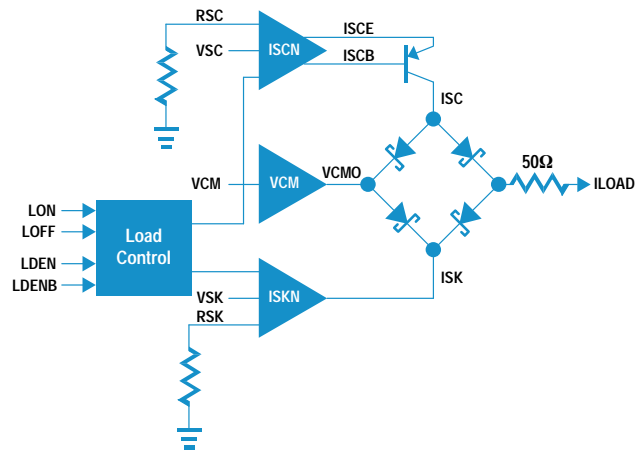 RSC
ISCE
VSC
ISCN
ISCB
ISC
50Ω
VCM
VCM
VCMO
ILOAD
LON
LOFF
Load
Control
LDEN
LDENB
ISK
VSK
ISKN
RSK